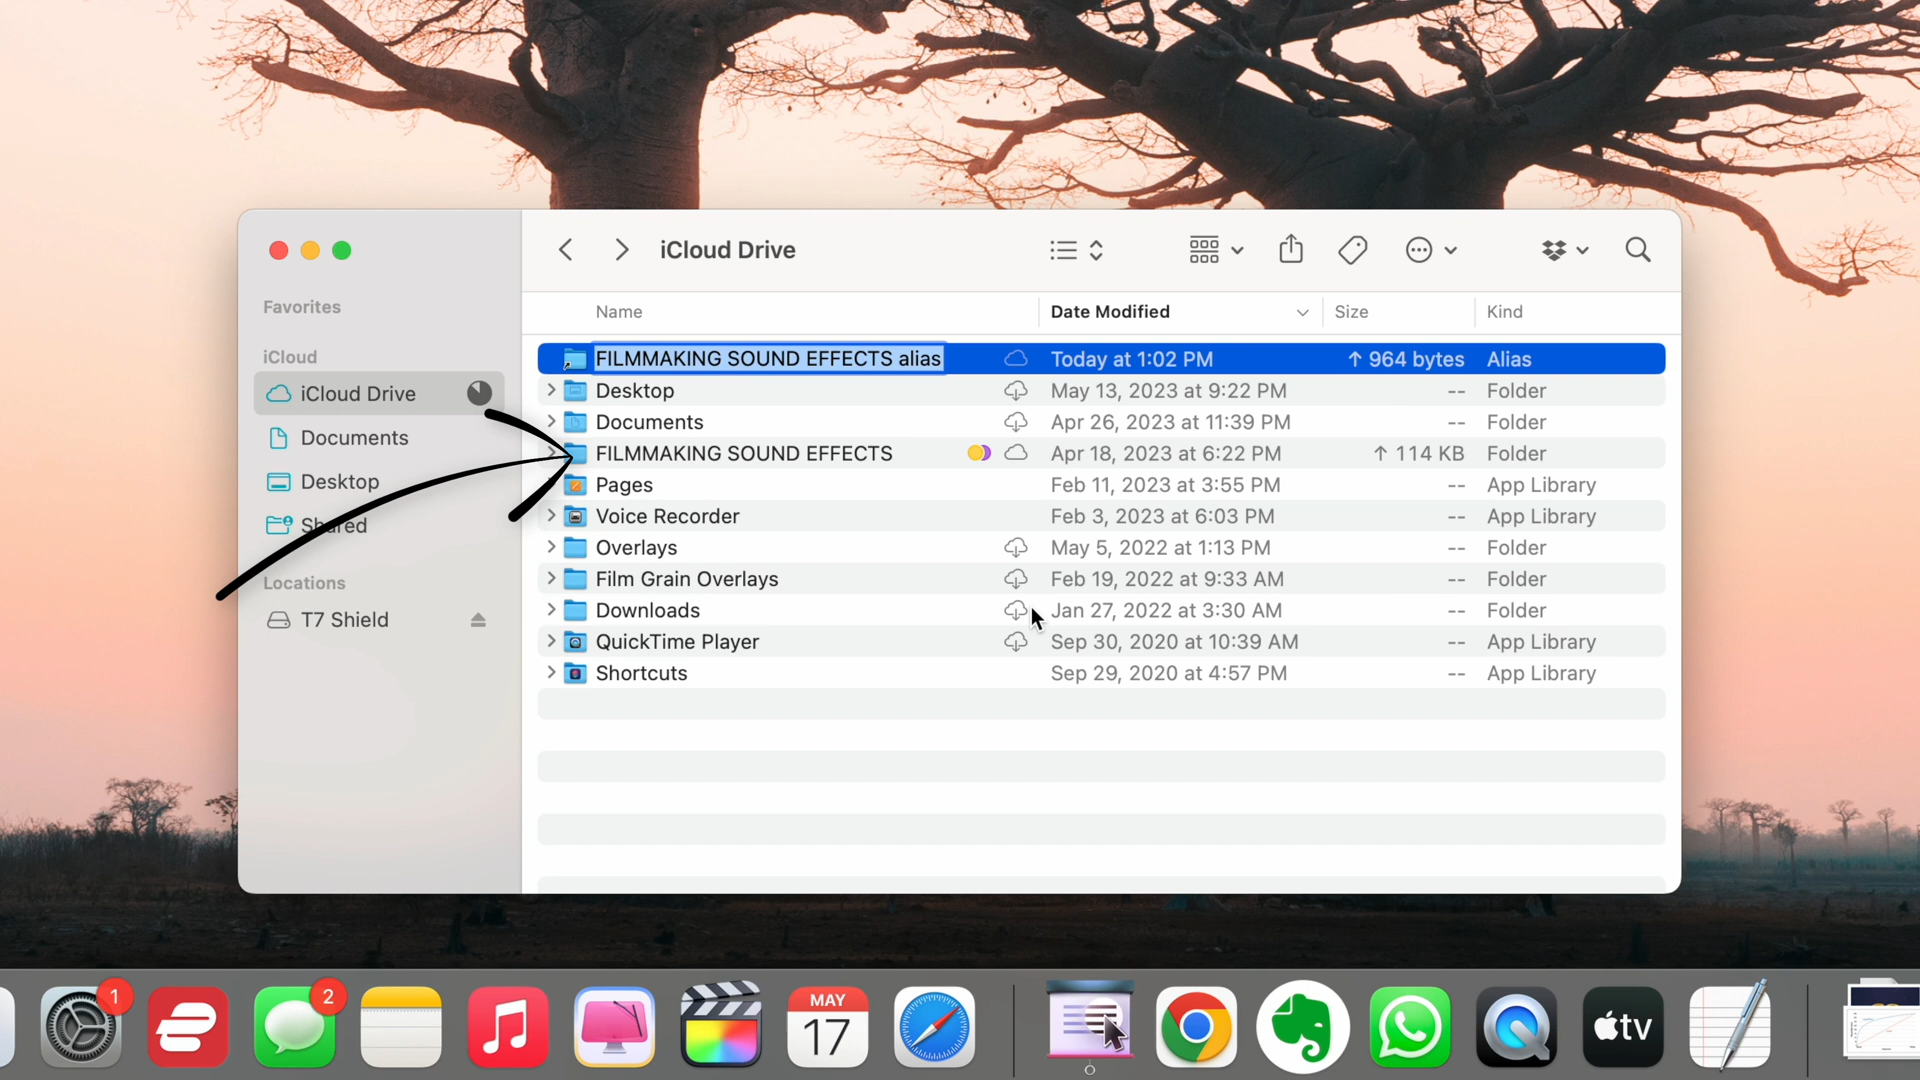 iCloud Drive
Favorites
iCloud
iCloud Drive
Documents
Desktop
Shared
Locations
T7 Shield
Name Date Modified Size Kind
FILMMAKING SOUND EFFECTS alias Today at 1:02 PM ↑ 964 bytes Alias
Desktop May 13, 2023 at 9:22 PM -- Folder
Documents Apr 26, 2023 at 11:39 PM -- Folder
FILMMAKING SOUND EFFECTS Apr 18, 2023 at 6:22 PM ↑ 114 KB Folder
Pages Feb 11, 2023 at 3:55 PM -- App Library
Voice Recorder Feb 3, 2023 at 6:03 PM -- App Library
Overlays May 5, 2022 at 1:13 PM -- Folder
Film Grain Overlays Feb 19, 2022 at 9:33 AM -- Folder
Downloads Jan 27, 2022 at 3:30 AM -- Folder
QuickTime Player Sep 30, 2020 at 10:39 AM -- App Library
Shortcuts Sep 29, 2020 at 4:57 PM -- App Library
1
2
MAY
17
tv